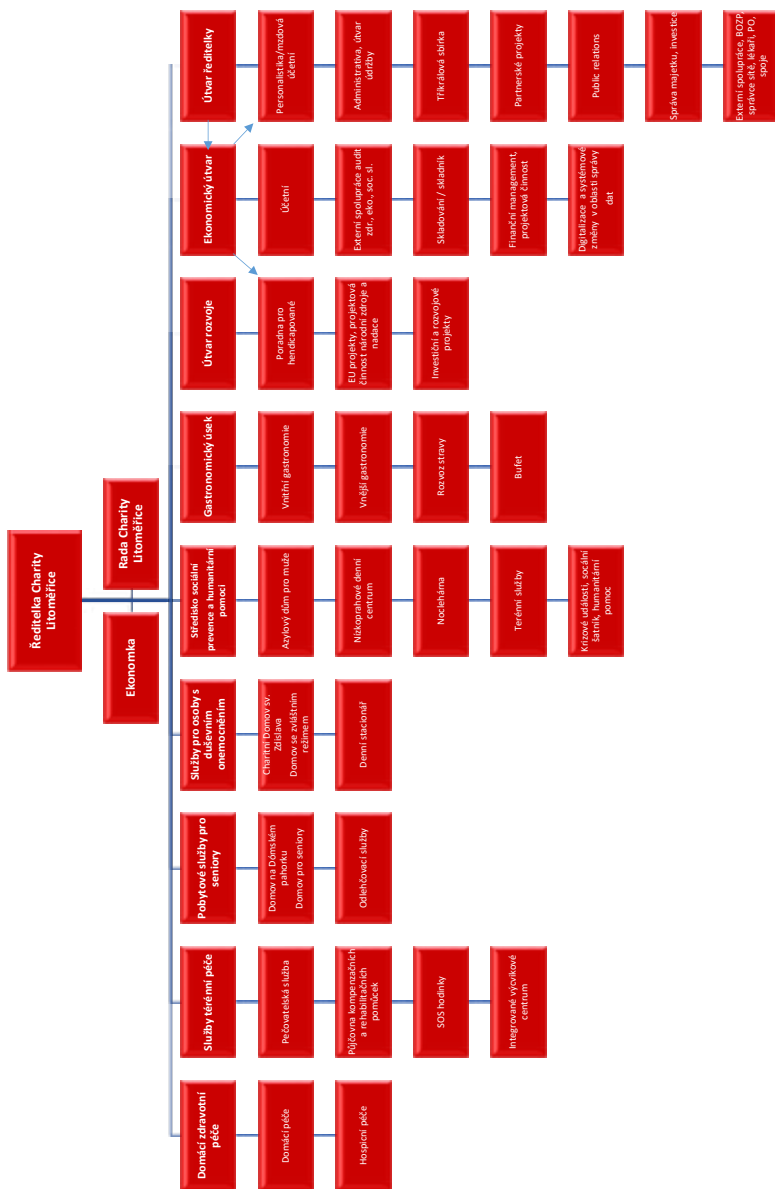 Ředitelka Charity
Litoměřice
Ekonomka
Rada Charity
Litoměřice
Domácí zdravotní
péče
Domácí péče
Hospicní péče
Služby térénní péče
Pečovatelská služba
Půjčovna kompenzačních
a rehabilitačních
pomůcek
SOS hodinky
Integrované výcvikové
centrum
Pobytové služby pro
seniory
Domov na Dómském
pahorku
Domov pro seniory
Odlehčovací služby
Služby pro osoby s
duševním
onemocněním
Charitní Domov sv.
Zdislava
Domov se zvláštním
režimem
Denní stacionář
Středisko sociální
prevence a humanitární
pomoci
Azylový dům pro muže
Nízkoprahové denní
centrum
Noclehárna
Terénní služby
Krizové události, socální
šatník, humanitární
pomoc
Gastronomický úsek
Vnitřní gastronomie
Vnější gastronomie
Rozvoz stravy
Bufet
Útvar rozvoje
Poradna pro
hendicapované
EU projekty, projektová
činnost národní zdroje a
nadace
Investiční a rozvojové
projekty
Ekonomický útvar
Účetní
Externí spolupráce audit
zdr., eko., soc. sl.
Skladování / skladník
Finanční management,
projektová činnost
Digitalizace a systémové
změny v oblasti správy
dat
Útvar ředitelky
Personalistika/mzdová
účetní
Administrativa, útvar
údržby
Tříkrálová sbírka
Partnerské projekty
Public relations
Správa majetku, investice
Externí spolupráce, BOZP,
správce sítě, lékaři, PO,
spoje